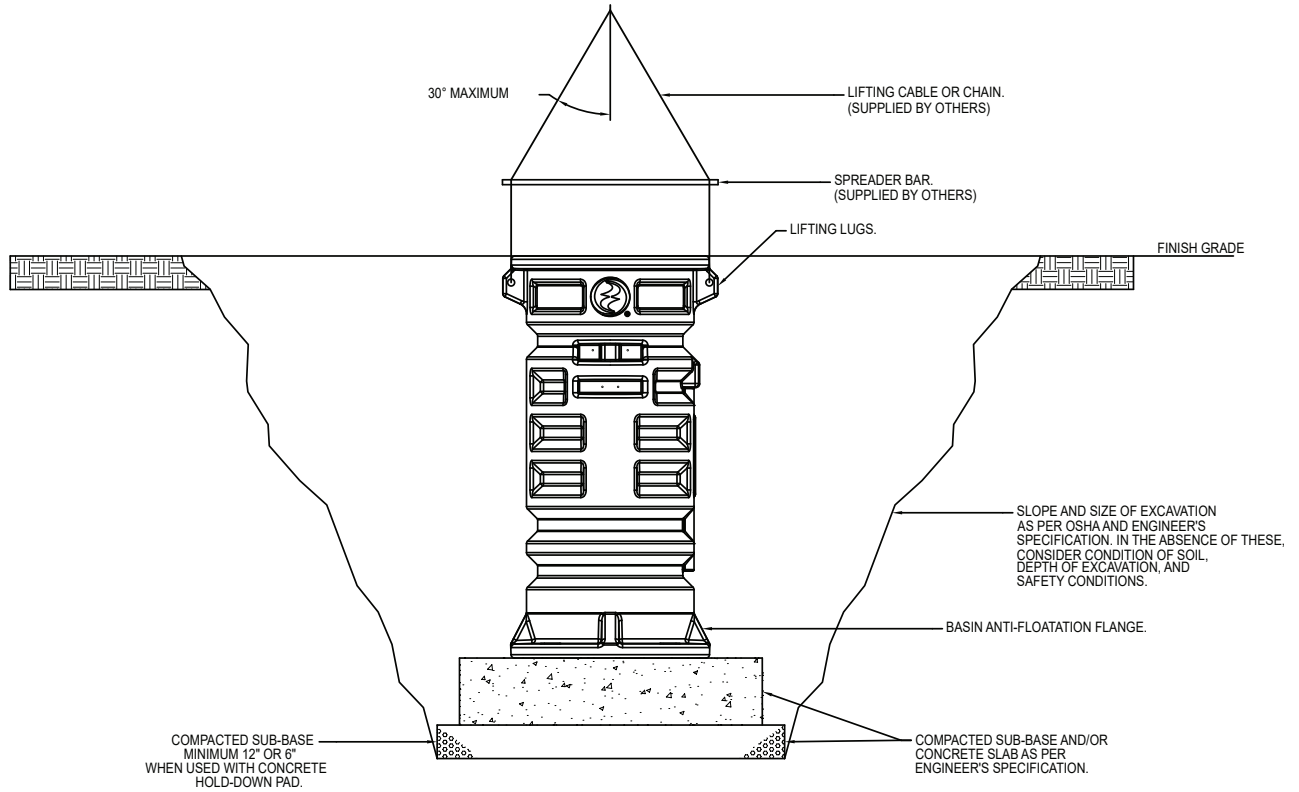 30° MAXIMUM
LIFTING CABLE OR CHAIN.
(SUPPLIED BY OTHERS)
SPREADER BAR.
(SUPPLIED BY OTHERS)
LIFTING LUGS.
FINISH GRADE
SLOPE AND SIZE OF EXCAVATION
AS PER OSHA AND ENGINEER'S
SPECIFICATION. IN THE ABSENCE OF THESE,
CONSIDER CONDITION OF SOIL,
DEPTH OF EXCAVATION, AND
SAFETY CONDITIONS.
BASIN ANTI-FLOATATION FLANGE.
COMPACTED SUB-BASE
MINIMUM 12" OR 6"
WHEN USED WITH CONCRETE
HOLD-DOWN PAD.
COMPACTED SUB-BASE AND/OR
CONCRETE SLAB AS PER
ENGINEER'S SPECIFICATION.